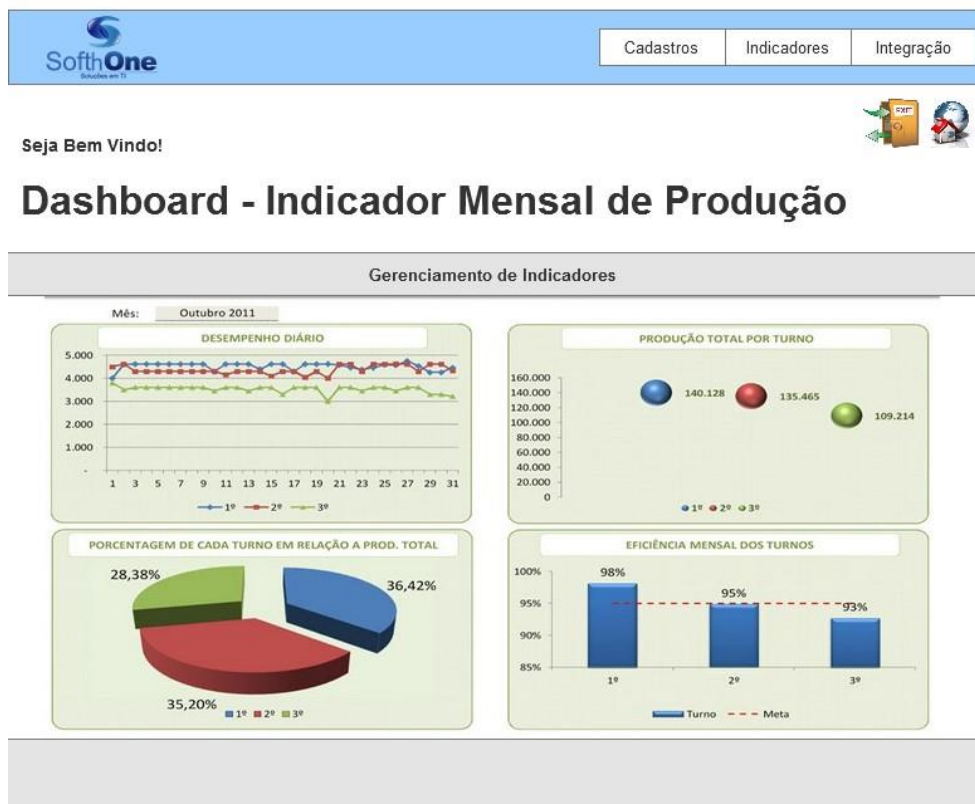 SofthOne
Soluções em TI
Cadastros Indicadores Integração
EXIT
Seja Bem Vindo!
Dashboard - Indicador Mensal de Produção
Gerenciamento de Indicadores
Mês: Outubro 2011
DESEMPENHO DIÁRIO
5.000
4.000
3.000
2.000
1.000
-
1 3 5 7 9 11 13 15 17 19 21 23 25 27 29 31
1º 2º 3º
PRODUÇÃO TOTAL POR TURNO
160.000
140.000
120.000
100.000
80.000
60.000
40.000
20.000
0
140.128
135.465
109.214
1º 2º 3º
PORCENTAGEM DE CADA TURNO EM RELAÇÃO A PROD. TOTAL
28,38%
36,42%
35,20%
1º 2º 3º
EFICIÊNCIA MENSAL DOS TURNOS
100%
95%
90%
85%
98%
95%
93%
1º 2º 3º
Turno Meta